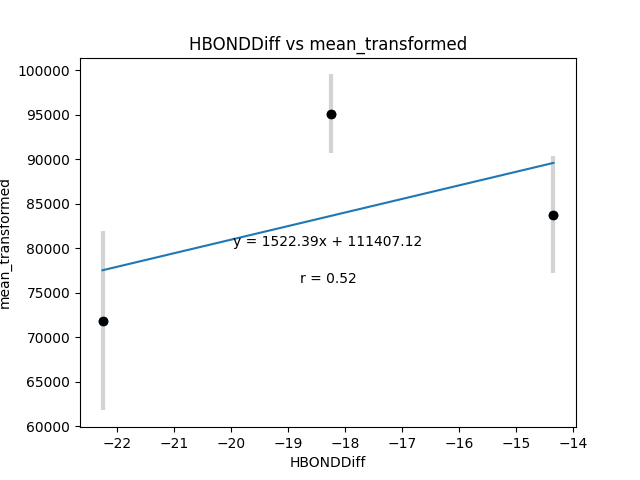 HBONDDiff vs mean_transformed
100000
95000
90000
85000
80000
75000
70000
65000
60000
mean_transformed
y = 1522.39x + 111407.12
r = 0.52
−22 −21 −20 −19 −18 −17 −16 −15 −14
HBONDDiff